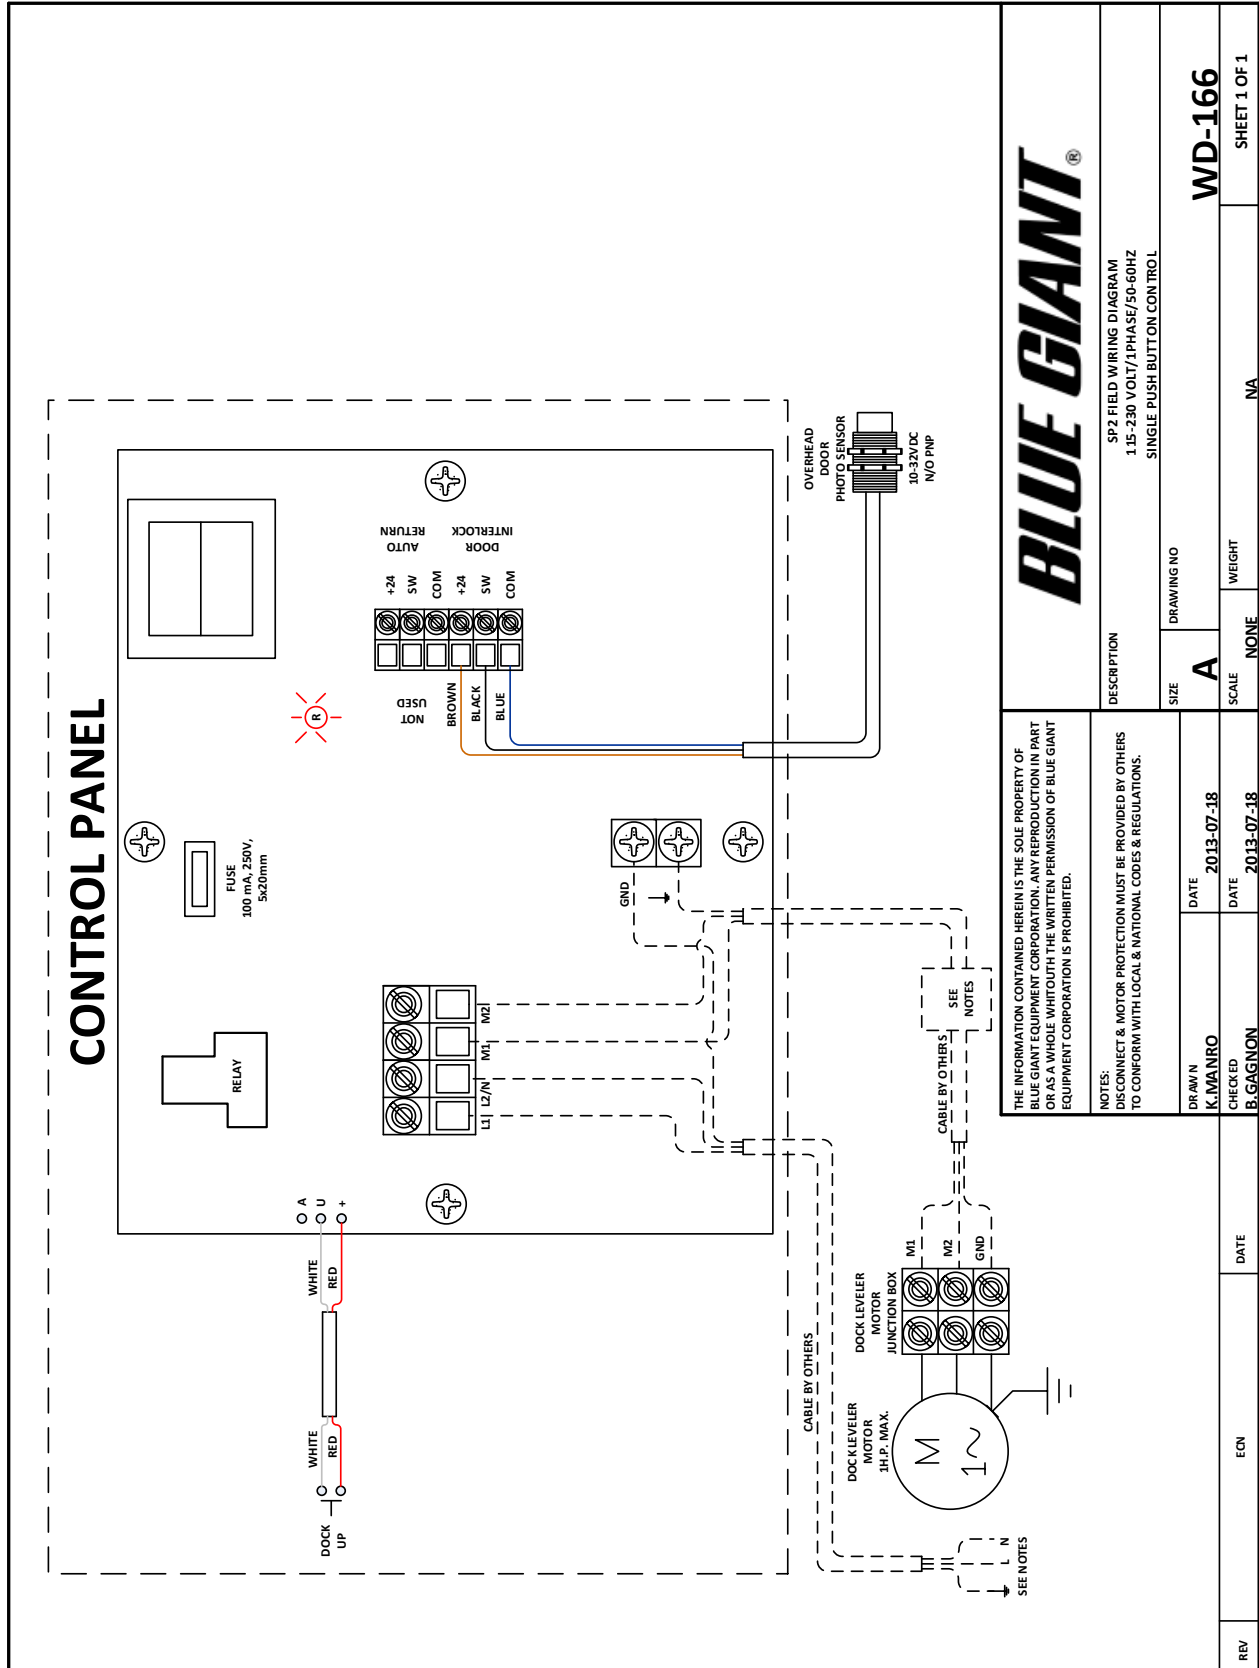 CONTROL PANEL
RELAY
FUSE
100 mA, 250V,
5x20mm
R
DOCK
UP
WHITE
RED
WHITE
RED
A
U
+
L1
L2/N
M1
M2
GND
NOT
USED
BROWN
BLACK
BLUE
+24
SW
COM
+24
SW
COM
AUTO
RETURN
DOOR
INTERLOCK
OVERHEAD
DOOR
PHOTO SENSOR
10-32VDC
N/O PNP
CABLE BY OTHERS
SEE NOTES
L
N
DOCK LEVELER
MOTOR
1H.P. MAX.
M
1~
DOCK LEVELER
MOTOR
JUNCTION BOX
M1
M2
GND
CABLE BY OTHERS
SEE
NOTES
THE INFORMATION CONTAINED HEREIN IS THE SOLE PROPERTY OF
BLUE GIANT EQUIPMENT CORPORATION. ANY REPRODUCTION IN PART
OR AS A WHOLE WHITOUTH THE WRITTEN PERMISSION OF BLUE GIANT
EQUIPMENT CORPORATION IS PROHIBITED.
NOTES:
DISCONNECT & MOTOR PROTECTION MUST BE PROVIDED BY OTHERS
TO CONFORM WITH LOCAL & NATIONAL CODES & REGULATIONS.
BLUE GIANT®
DESCRIPTION
SP2 FIELD WIRING DIAGRAM
115-230 VOLT/1PHASE/50-60HZ
SINGLE PUSH BUTTON CONTROL
DRAWN
K.MANRO
DATE
2013-07-18
SIZE
A
DRAWING NO
WD-166
REV
ECN
DATE
CHECKED
B.GAGNON
DATE
2013-07-18
SCALE
NONE
WEIGHT
NA
SHEET 1 OF 1